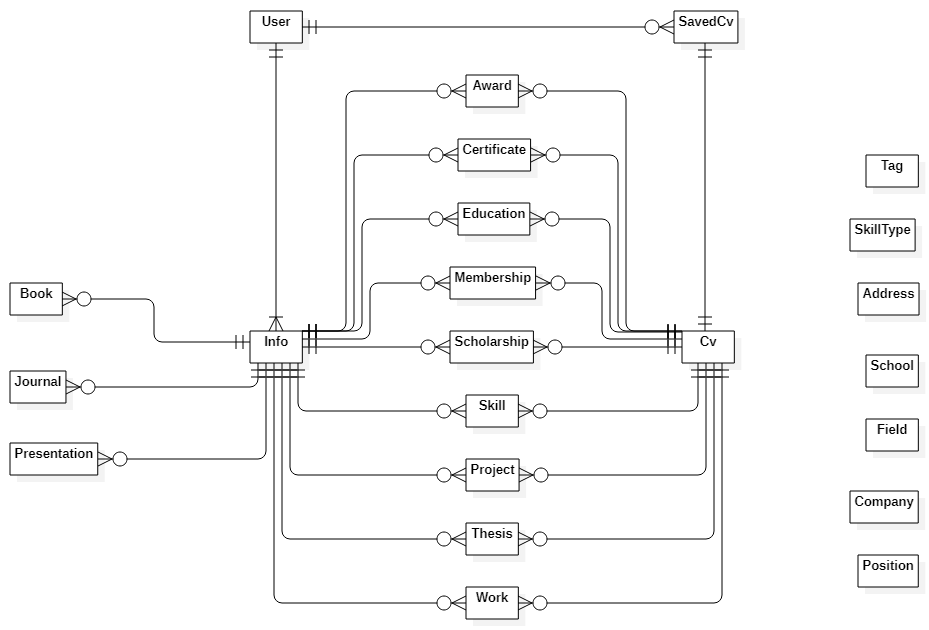 User
SavedCv
Award
Certificate
Tag
Education
SkillType
Membership
Book
Address
Info
Scholarship
Cv
Journal
School
Skill
Field
Presentation
Project
Company
Thesis
Position
Work